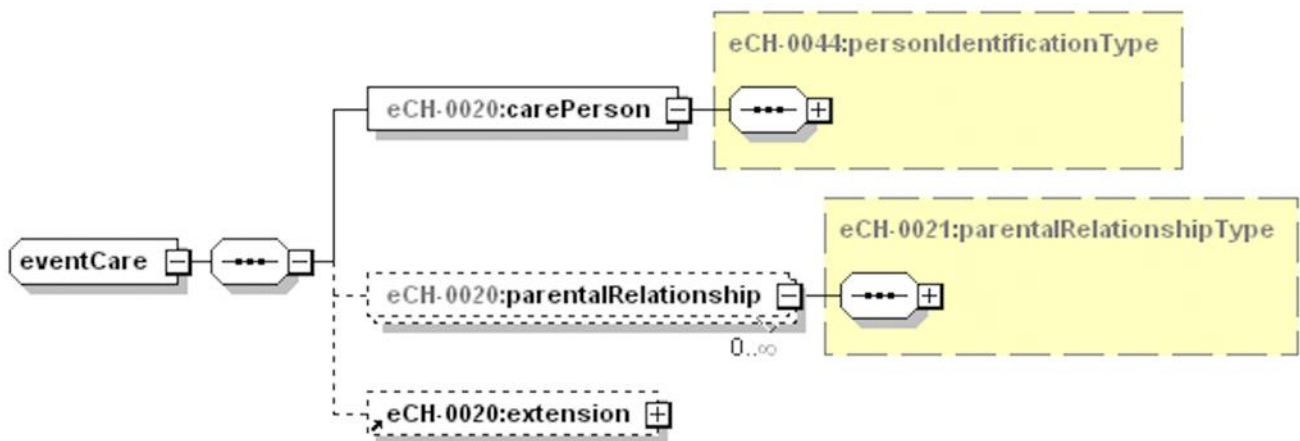 eCH-0044:personIdentificationType
eCH-0020:carePerson
eCH-0021:parentalRelationshipType
eventCare
eCH-0020:parentalRelationship
0..∞
eCH-0020:extension